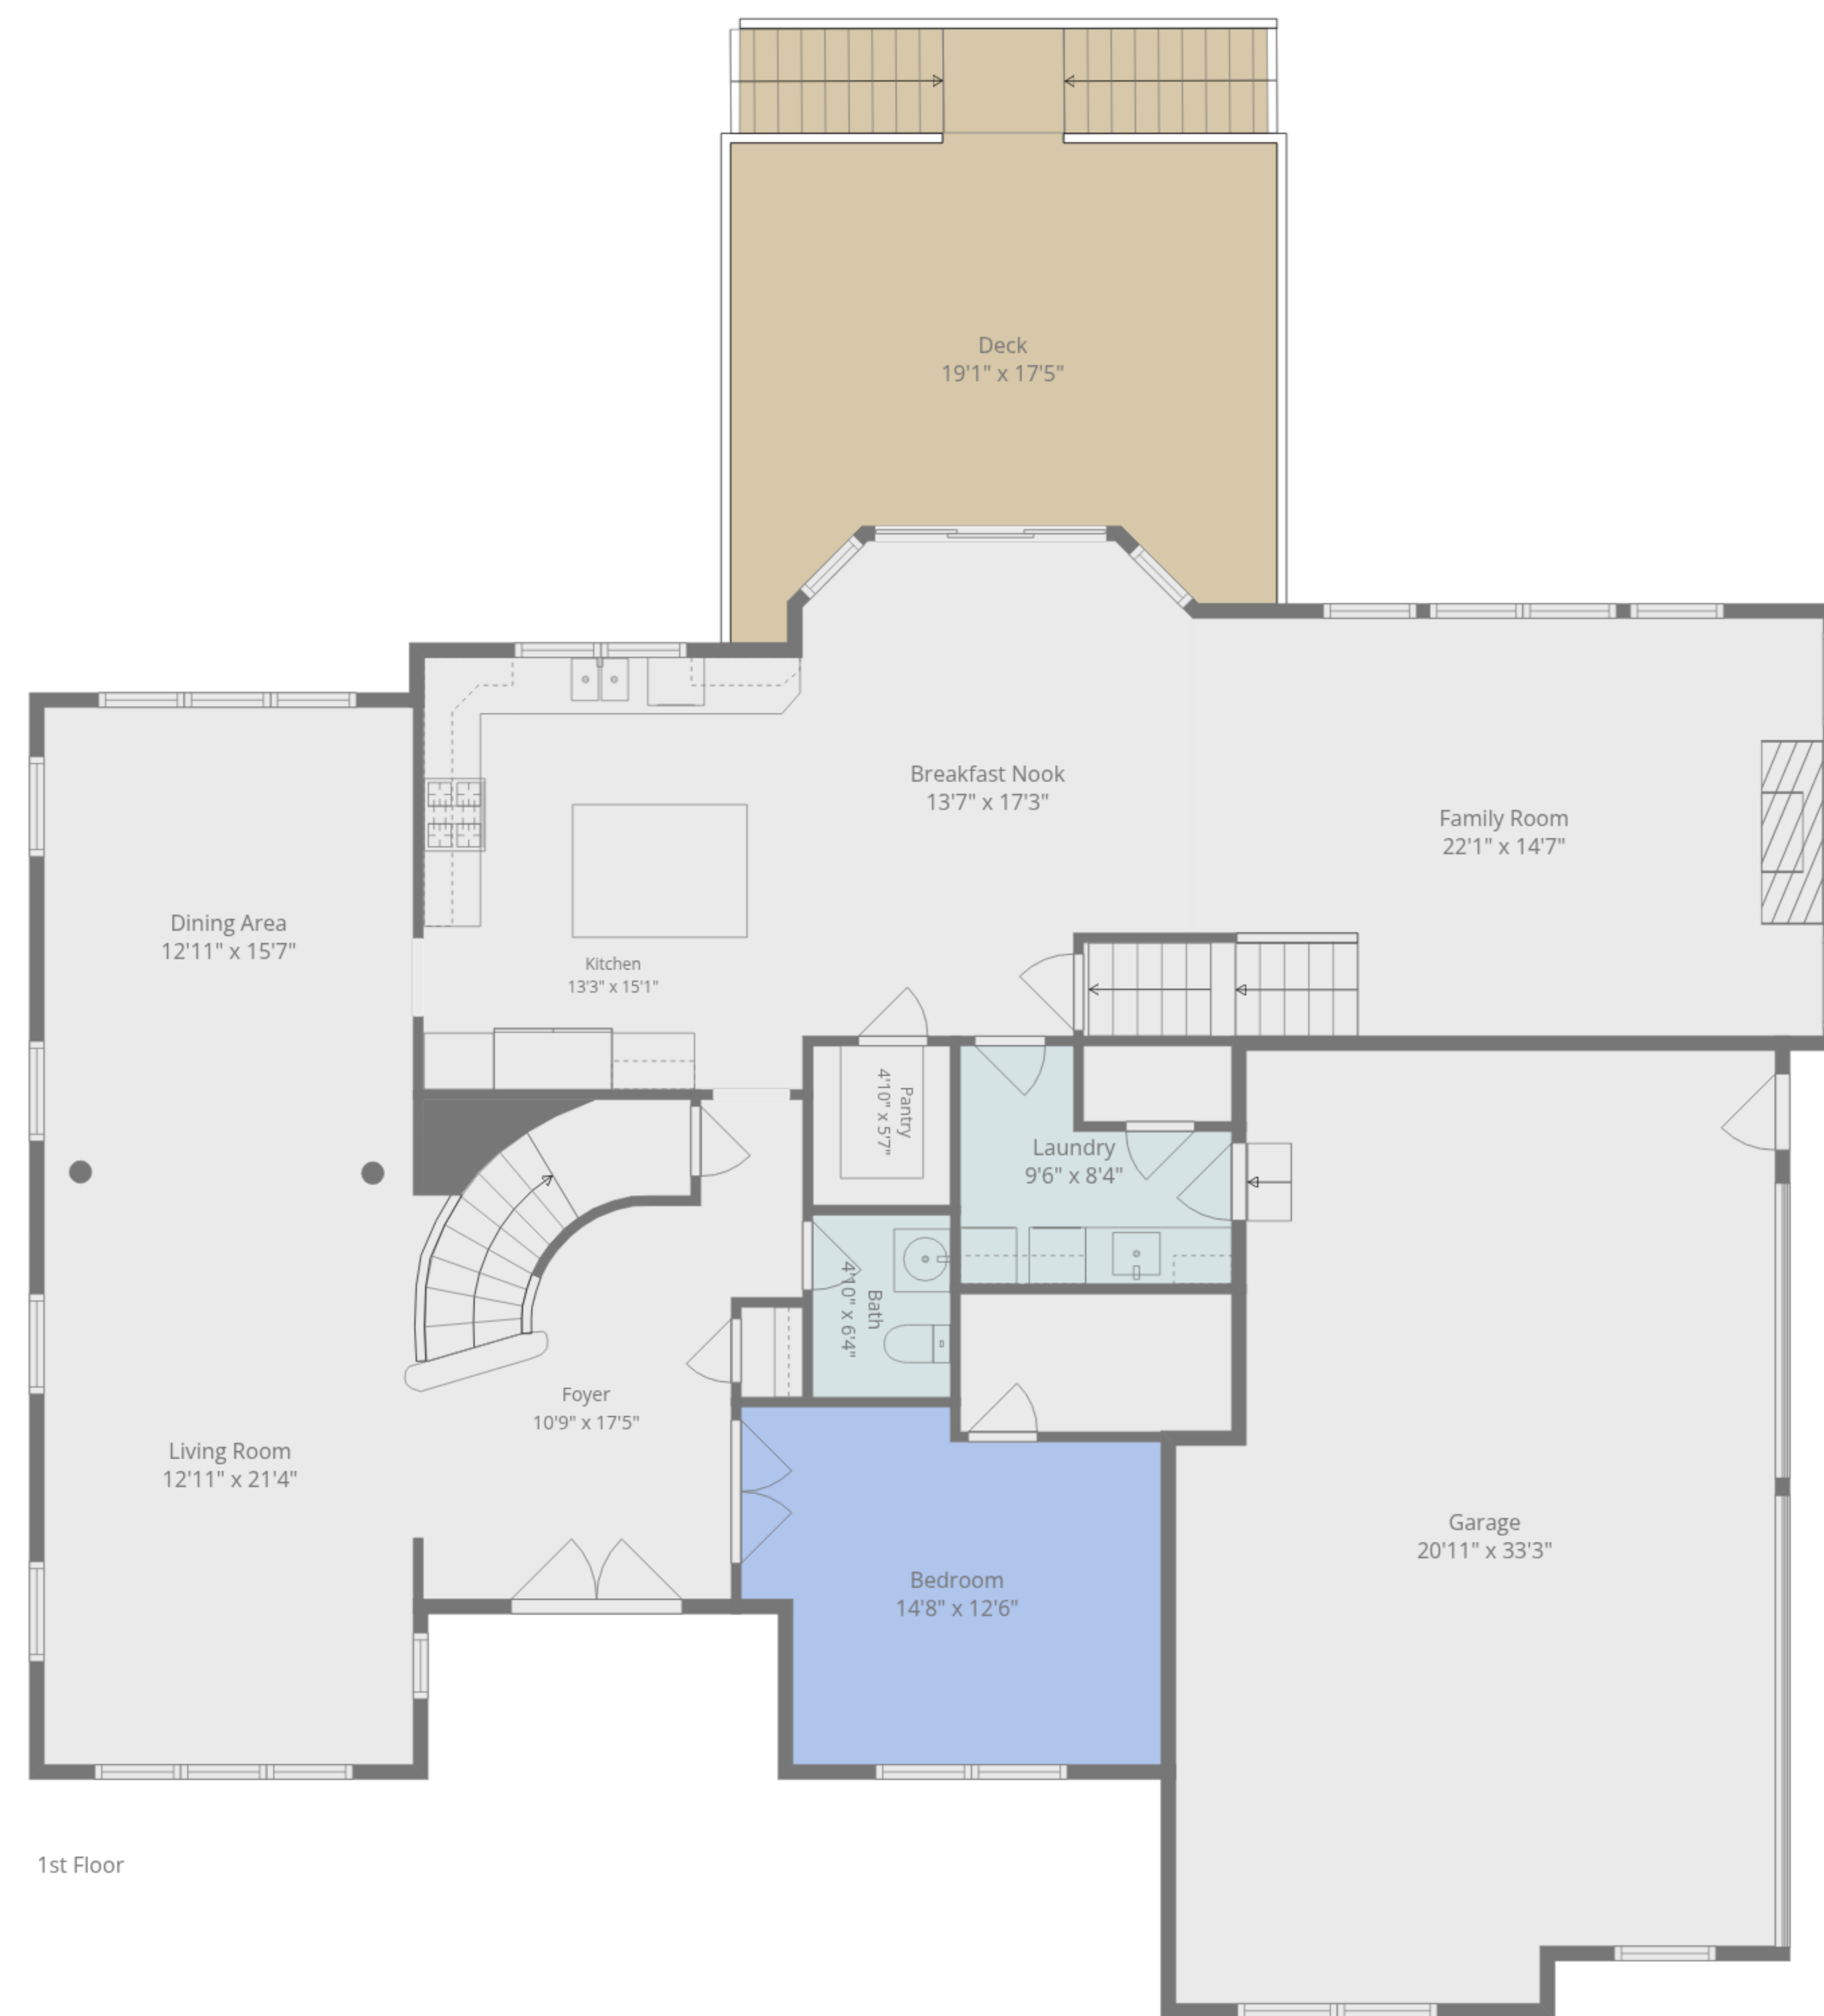 Deck
19'1" x 17'5"
Breakfast Nook
13'7" x 17'3"
Family Room
22'1" x 14'7"
Dining Area
12'11" x 15'7"
Kitchen
13'3" x 15'1"
Pantry
4'10" x 5'7"
Laundry
9'6" x 8'4"
Bath
4'10" x 6'4"
Foyer
10'9" x 17'5"
Living Room
12'11" x 21'4"
Garage
20'11" x 33'3"
Bedroom
14'8" x 12'6"
1st Floor